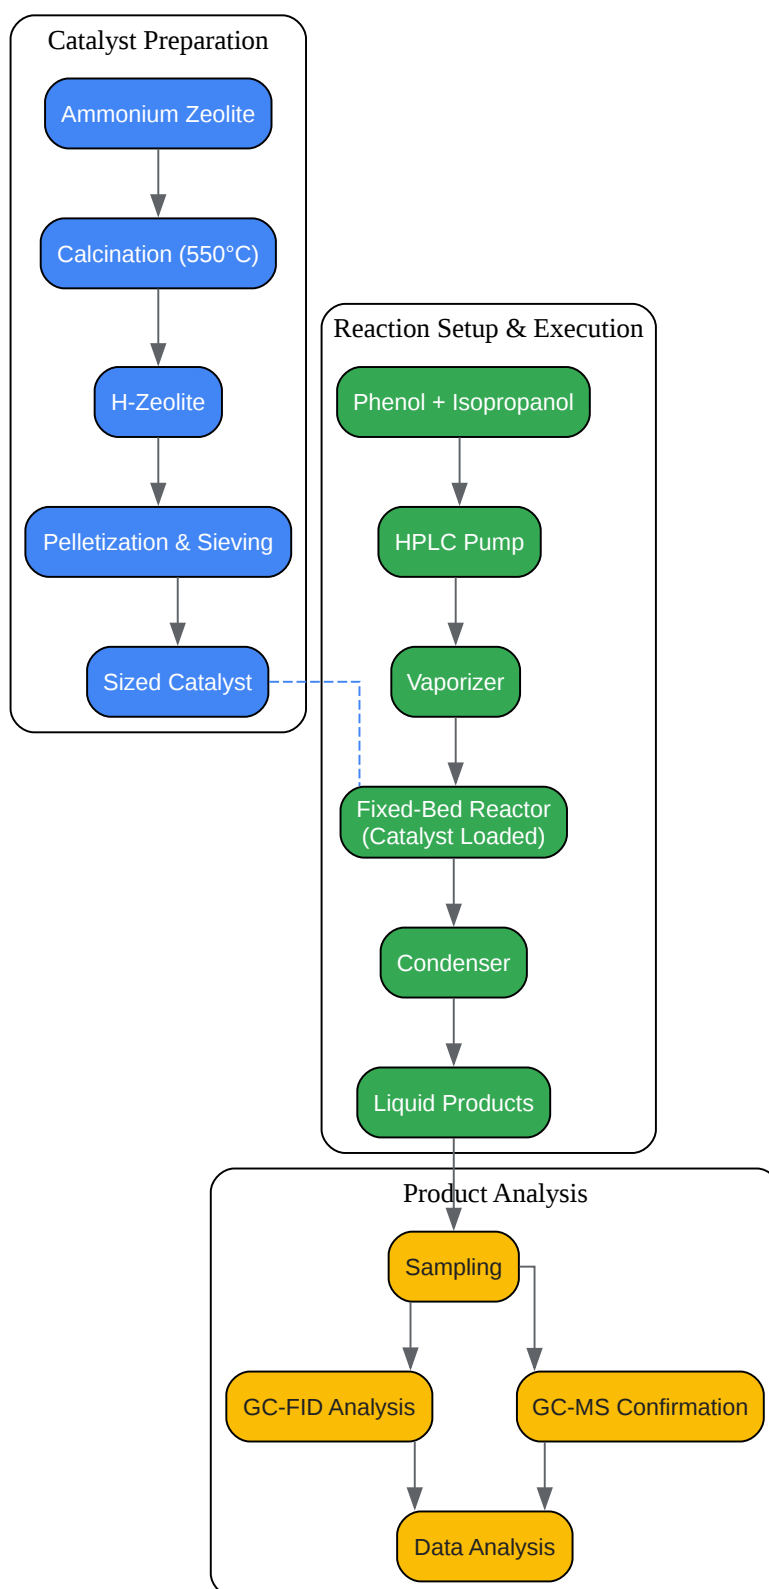 Catalyst Preparation
Ammonium Zeolite
Calcination (550°C)
H-Zeolite
Pelletization & Sieving
Sized Catalyst
Reaction Setup & Execution
Phenol + Isopropanol
HPLC Pump
Vaporizer
Fixed-Bed Reactor
(Catalyst Loaded)
Condenser
Liquid Products
Product Analysis
Sampling
GC-FID Analysis
GC-MS Confirmation
Data Analysis